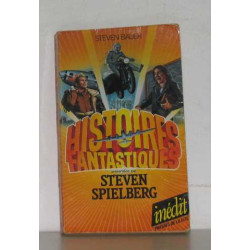 STEVEN BAUER
HISTOIRES
FANTASTIQUES
STEVEN
SPIELBERG
inédit